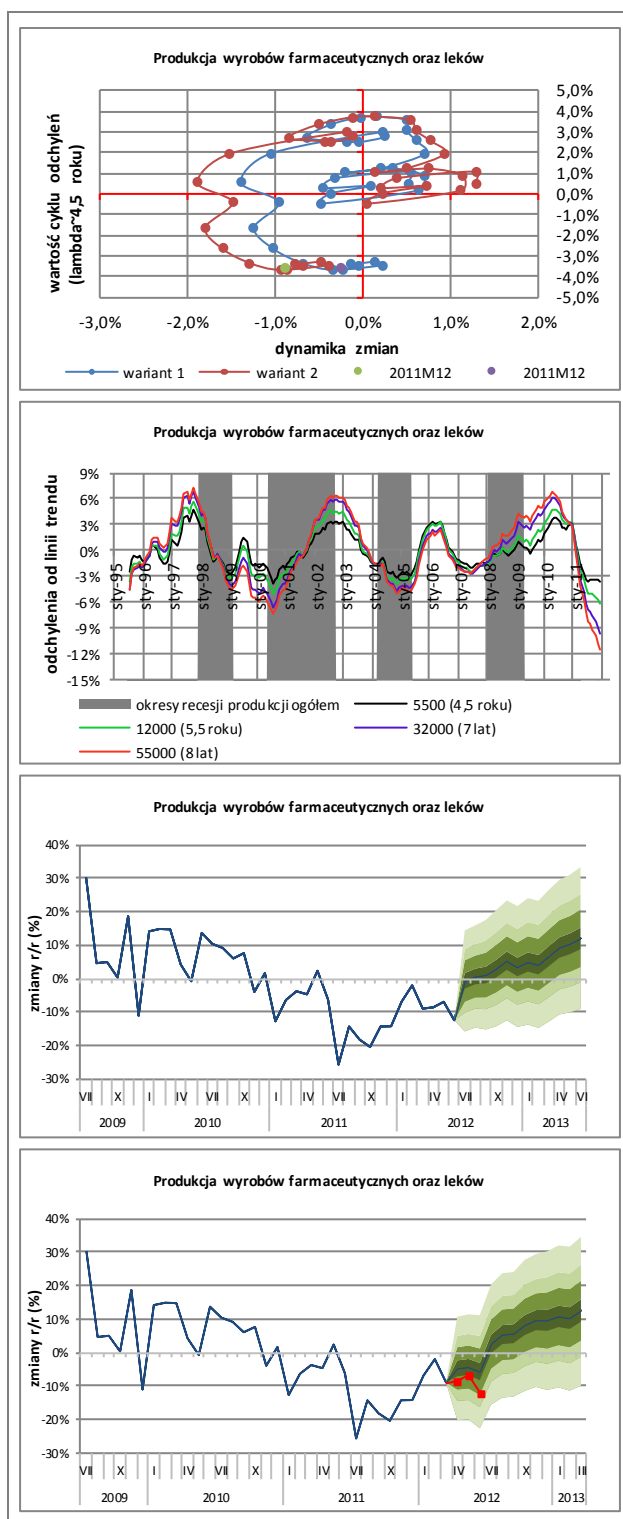 Produkcja wyrobów farmaceutycznych oraz leków
wartość cyklu odchyleń
(lambda~4,5 roku)
5,0%
4,0%
3,0%
2,0%
1,0%
0,0%
-1,0%
-2,0%
-3,0%
-4,0%
-5,0%
-3,0% -2,0% -1,0% 0,0% 1,0% 2,0%
dynamika zmian
wariant 1 wariant 2 2011M12 2011M12
Produkcja wyrobów farmaceutycznych oraz leków
odchylenia od linii trendu
9%
6%
3%
0%
-3%
-6%
-9%
-12%
-15%
sty-95 sty-96 sty-97 sty-98 sty-99 sty-00 sty-01 sty-02 sty-03 sty-04 sty-05 sty-06 sty-07 sty-08 sty-09 sty-10 sty-11
okresy recesji produkcji ogółem 5500 (4,5 roku)
12000 (5,5 roku) 32000 (7 lat)
55000 (8 lat)
Produkcja wyrobów farmaceutycznych oraz leków
zmiany r/r (%)
40%
30%
20%
10%
0%
-10%
-20%
-30%
VII X I IV VII X I IV VII X I IV VII X I IV VI
2009 2010 2011 2012 2013
Produkcja wyrobów farmaceutycznych oraz leków
zmiany r/r (%)
40%
30%
20%
10%
0%
-10%
-20%
-30%
VII X I IV VII X I IV VII X I IV VII X I III
2009 2010 2011 2012 2013